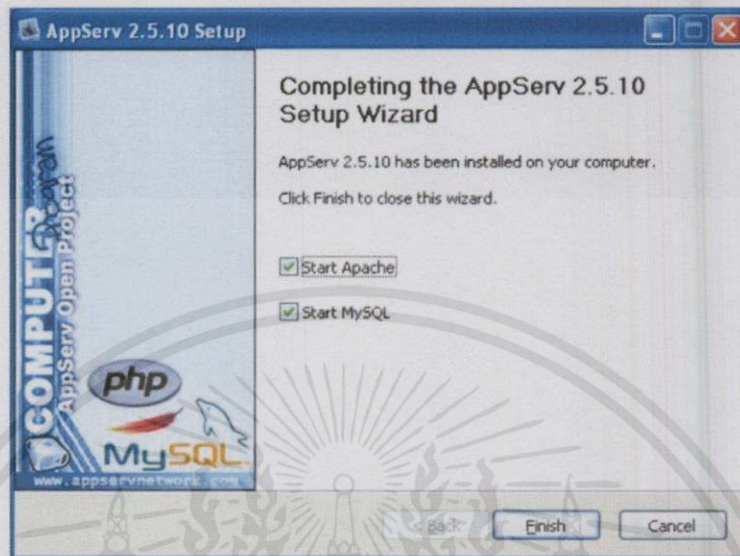 AppServ 2.5.10 Setup
Completing the AppServ 2.5.10
Setup Wizard
AppServ 2.5.10 has been installed on your computer.
Click Finish to close this wizard.
Start Apache
Start MySQL
COMPUTER
Program
AppServ Open Project
php
MySQL
www.appservnetwork.com
< Back
Finish
Cancel